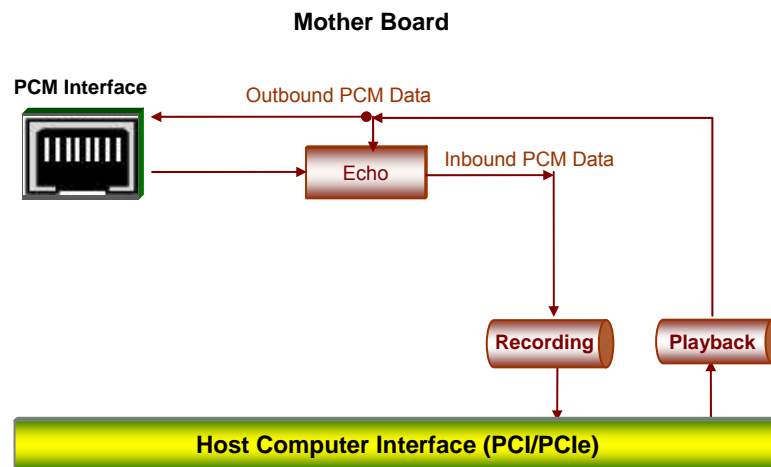 Mother Board
PCM Interface
Outbound PCM Data
Inbound PCM Data
Echo
Recording
Playback
Host Computer Interface (PCI/PCIe)